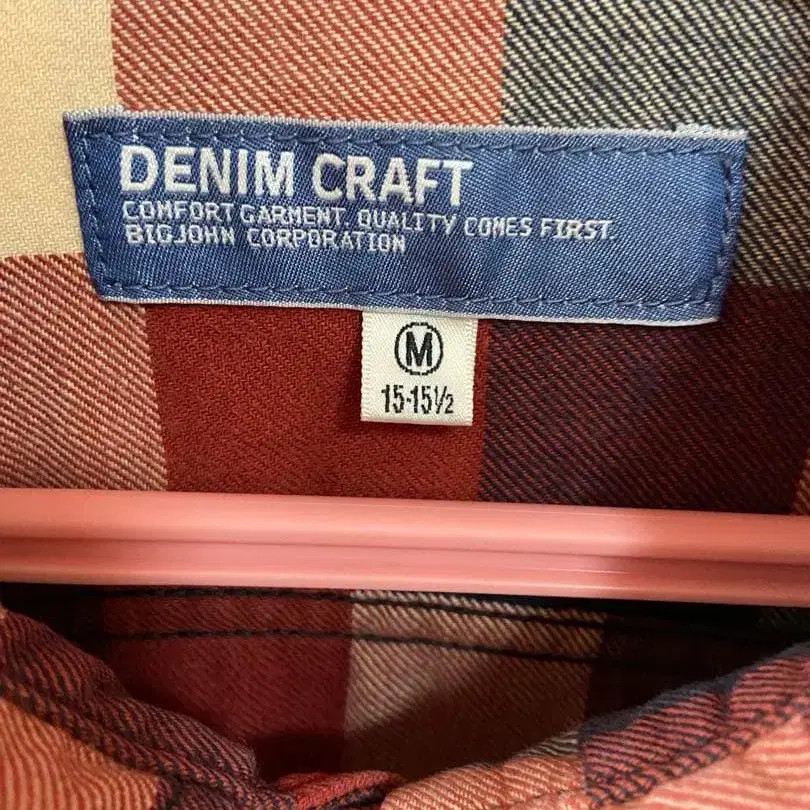 DENIM CRAFT
COMFORT GARMENT. QUALITY COMES FIRST.
BIGJOHN CORPORATION
M
15-15½